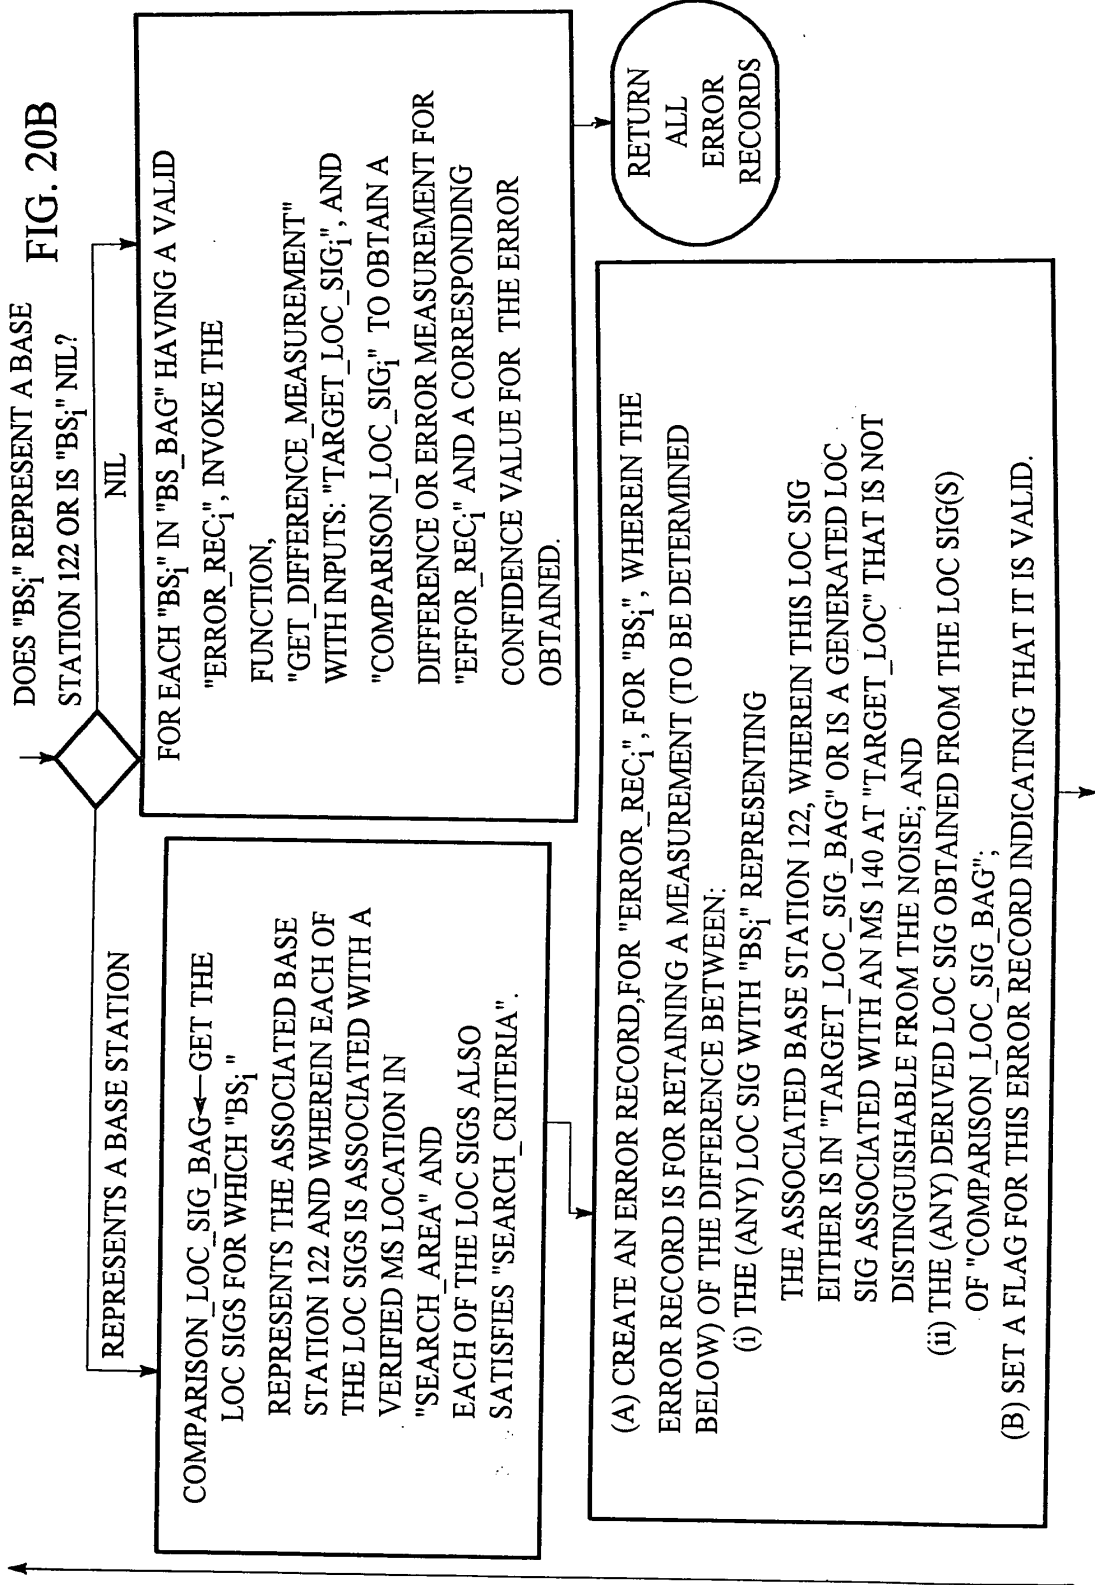 FIG. 20B
DOES "BSi" REPRESENT A BASE
STATION 122 OR IS "BSi" NIL?
REPRESENTS A BASE STATION
NIL
COMPARISON_LOC_SIG_BAG←GET THE
LOC SIGS FOR WHICH "BSi"
REPRESENTS THE ASSOCIATED BASE
STATION 122 AND WHEREIN EACH OF
THE LOC SIGS IS ASSOCIATED WITH A
VERIFIED MS LOCATION IN
"SEARCH_AREA" AND
EACH OF THE LOC SIGS ALSO
SATISFIES "SEARCH_CRITERIA".
FOR EACH "BSi" IN "BS_BAG" HAVING A VALID
"ERROR_RECi", INVOKE THE
FUNCTION,
"GET_DIFFERENCE_MEASUREMENT"
WITH INPUTS: "TARGET_LOC_SIGi", AND
"COMPARISON_LOC_SIGi" TO OBTAIN A
DIFFERENCE OR ERROR MEASUREMENT FOR
"EFFOR_RECi" AND A CORRESPONDING
CONFIDENCE VALUE FOR THE ERROR
OBTAINED.
RETURN
ALL
ERROR
RECORDS
(A) CREATE AN ERROR RECORD,FOR "ERROR_RECi", FOR "BSi", WHEREIN THE
ERROR RECORD IS FOR RETAINING A MEASUREMENT (TO BE DETERMINED
BELOW) OF THE DIFFERENCE BETWEEN:
(i) THE (ANY) LOC SIG WITH "BSi" REPRESENTING
THE ASSOCIATED BASE STATION 122, WHEREIN THIS LOC SIG
EITHER IS IN "TARGET_LOC_SIG_BAG" OR IS A GENERATED LOC
SIG ASSOCIATED WITH AN MS 140 AT "TARGET_LOC" THAT IS NOT
DISTINGUISHABLE FROM THE NOISE; AND
(ii) THE (ANY) DERIVED LOC SIG OBTAINED FROM THE LOC SIG(S)
OF "COMPARISON_LOC_SIG_BAG";
(B) SET A FLAG FOR THIS ERROR RECORD INDICATING THAT IT IS VALID.